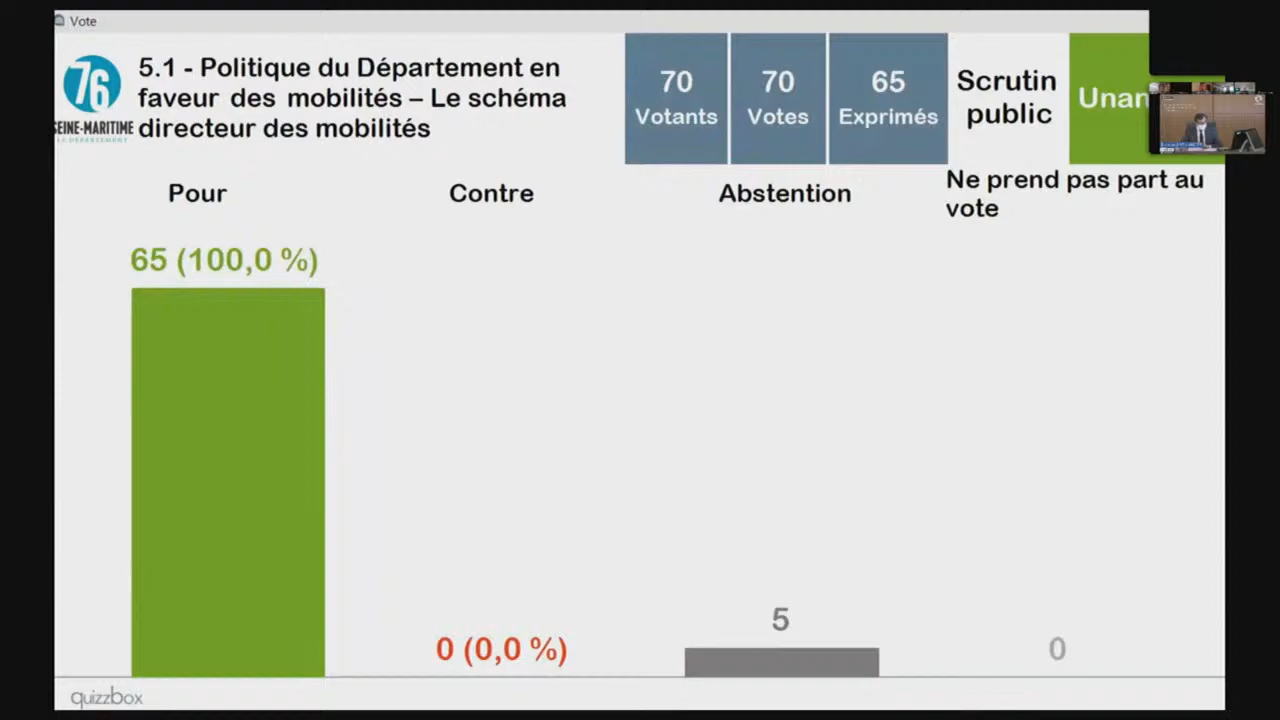 Vote
76
SEINE-MARITIME
LE DÉPARTEMENT
5.1 - Politique du Département en
faveur des mobilités – Le schéma
directeur des mobilités
70
Votants
70
Votes
65
Exprimés
Scrutin
public
Pour
Contre
Abstention
Ne prend pas part au
vote
65 (100,0 %)
0 (0,0 %)
5
0
quizzbox